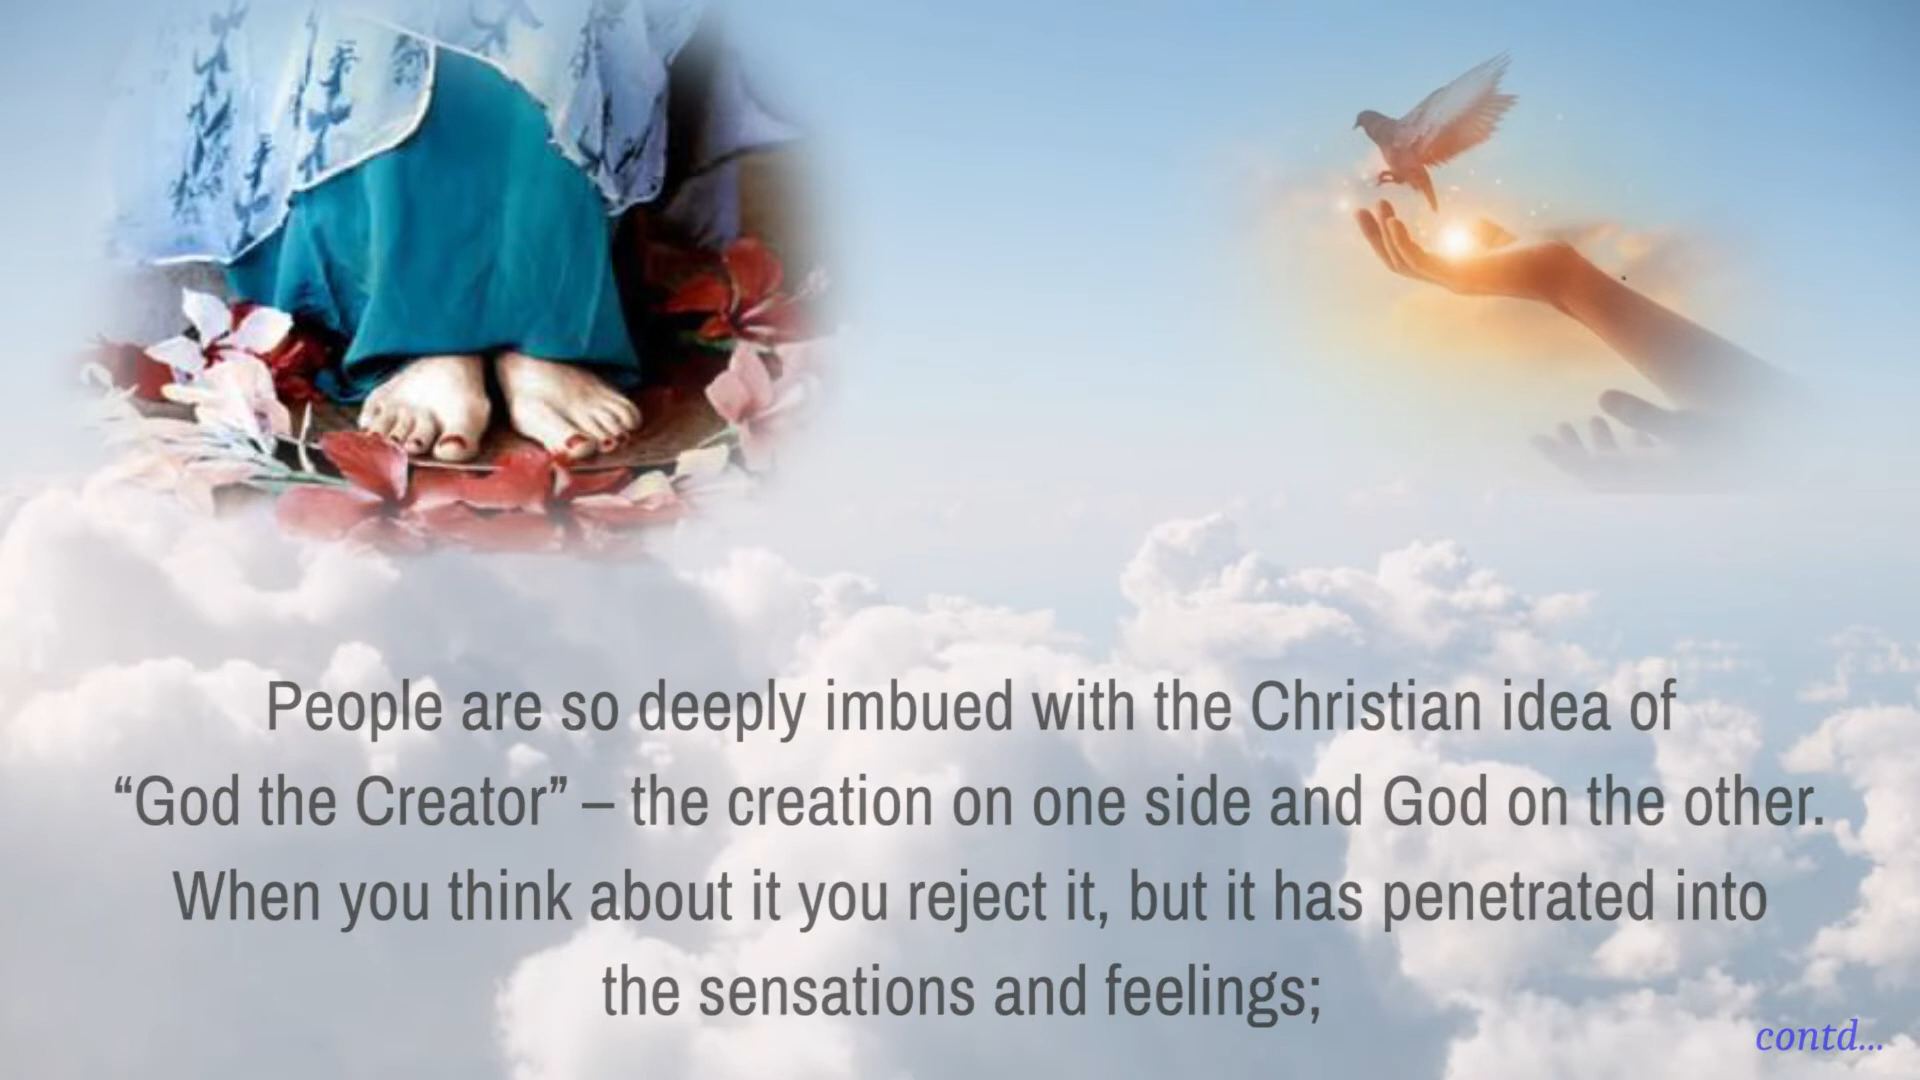 People are so deeply imbued with the Christian idea of
“God the Creator” – the creation on one side and God on the other.
When you think about it you reject it, but it has penetrated into
the sensations and feelings;
contd...